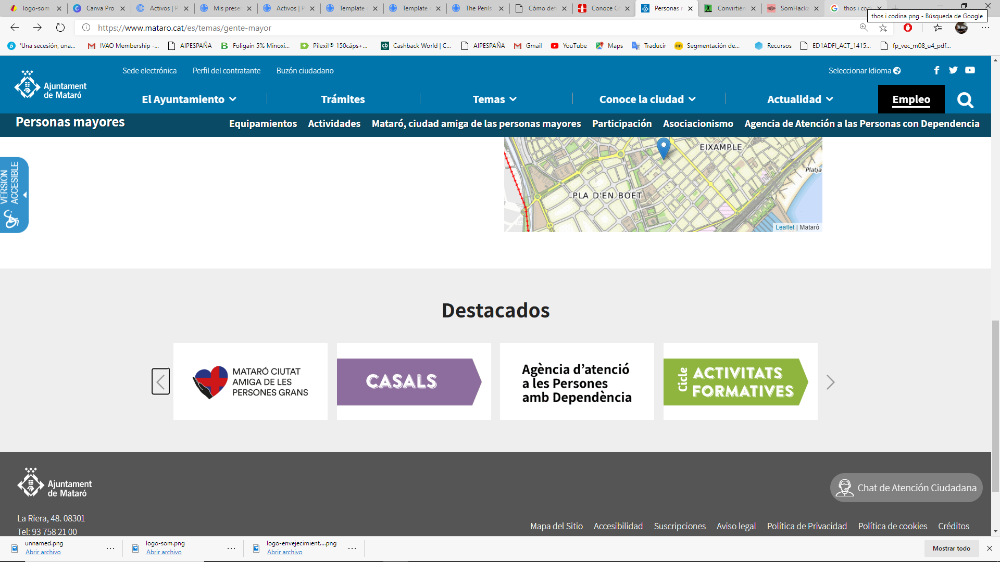 logo-som
Canva Pro
Activos | P
Mis preser
Activos | P
Template
Template
The Perils
Cómo defi
Conoce Co
Personas
Convirtién
SomHacka
thos i codi
thos i codina png - Búsqueda de Google
https://www.mataro.cat/es/temas/gente-mayor
'Una secesión, una...
IVAO Membership -...
AIPESPAÑA
Foligain 5% Minoxi...
Pilexil® 150cáps+...
Cashback World | C...
AIPESPAÑA
Gmail
YouTube
Maps
Traducir
Segmentación de...
Recursos
ED1ADFI_ACT_1415...
fp_vec_m08_u4_pdf...
Sede electrónica
Perfil del contratante
Buzón ciudadano
Seleccionar Idioma
Ajuntament
de Mataró
El Ayuntamiento
Trámites
Temas
Conoce la ciudad
Actualidad
Empleo
Personas mayores
Equipamientos
Actividades
Mataró, ciudad amiga de las personas mayores
Participación
Asociacionismo
Agencia de Atención a las Personas con Dependencia
VERSION
ACCESIBLE
EIXAMPLE
Platja
PLA D'EN BOET
Leaflet | Mataró
Destacados
MATARÓ CIUTAT
AMIGA DE LES
PERSONES GRANS
CASALS
Agència d'atenció
a les Persones
amb Dependència
Cicle
ACTIVITATS
FORMATIVES
Ajuntament
de Mataró
Chat de Atención Ciudadana
La Riera, 48. 08301
Tel: 93 758 21 00
Mapa del Sitio
Accesibilidad
Suscripciones
Aviso legal
Política de Privacidad
Política de cookies
Créditos
unnamed.png
Abrir archivo
logo-som.png
Abrir archivo
logo-envejecimient....png
Abrir archivo
Mostrar todo